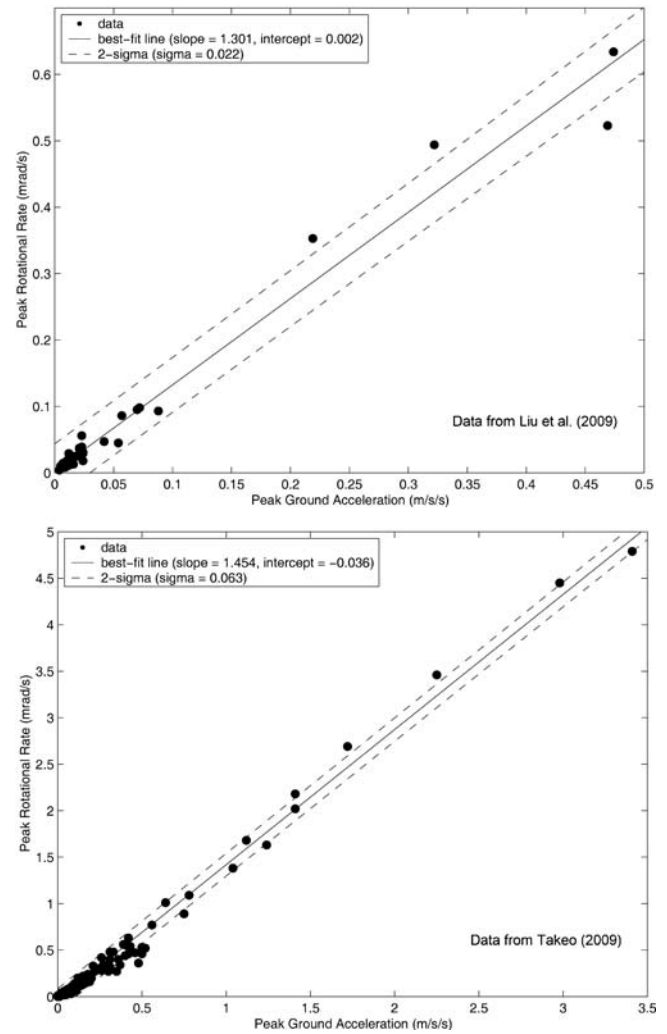 data
best-fit line (slope = 1.301, intercept = 0.002)
2-sigma (sigma = 0.022)
0.6
0.5
0.4
0.3
0.2
0.1
0
Peak Rotational Rate (mrad/s)
Data from Liu et al. (2009)
0 0.05 0.1 0.15 0.2 0.25 0.3 0.35 0.4 0.45 0.5
Peak Ground Acceleration (m/s/s)
5
data
best-fit line (slope = 1.454, intercept = −0.036)
2-sigma (sigma = 0.063)
4.5
4
3.5
3
2.5
2
1.5
1
0.5
0
Peak Rotational Rate (mrad/s)
Data from Takeo (2009)
0 0.5 1 1.5 2 2.5 3 3.5
Peak Ground Acceleration (m/s/s)